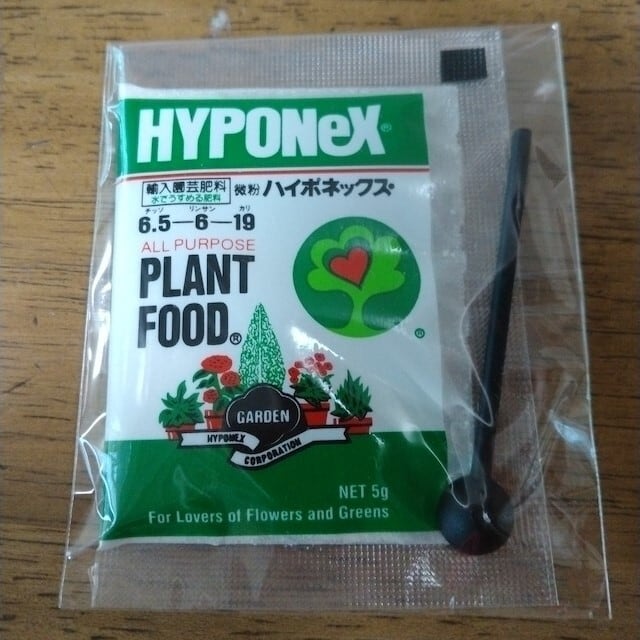 HYPONeX®
輸入園芸肥料
水でうすめる肥料
微粉 ハイポネックス®
チッソ リンサン カリ
6.5—6—19
ALL PURPOSE
PLANT
FOOD®
®
GARDEN
HYPONEX
CORPORATION
NET 5g
For Lovers of Flowers and Greens